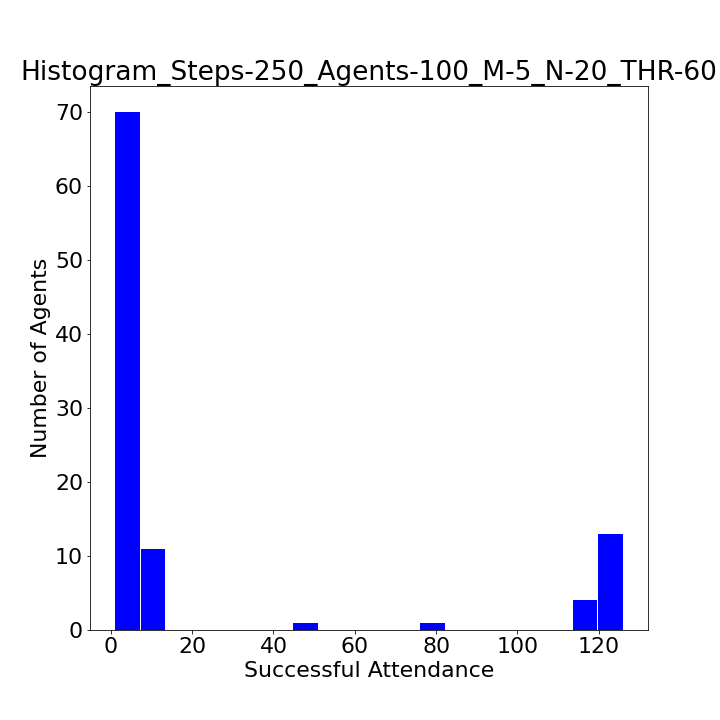 Histogram_Steps-250_Agents-100_M-5_N-20_THR-60
70
60
50
40
30
20
10
0
Number of Agents
0 20 40 60 80 100 120
Successful Attendance